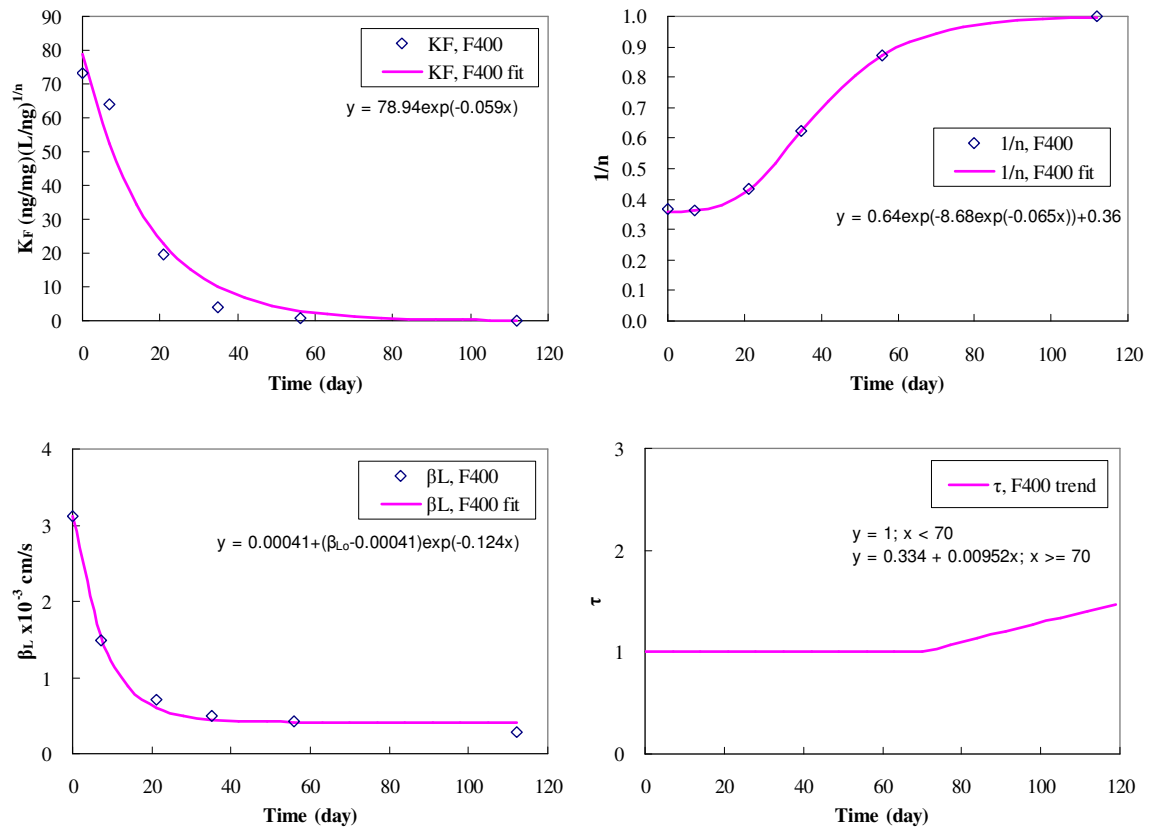 90
80
70
60
50
40
30
20
10
0
KF (ng/mg)(L/ng)1/n
KF, F400
KF, F400 fit
y = 78.94exp(-0.059x)
0 20 40 60 80 100 120
Time (day)
1.0
0.9
0.8
0.7
0.6
0.5
0.4
0.3
0.2
0.1
0.0
1/n
1/n, F400
1/n, F400 fit
y = 0.64exp(-8.68exp(-0.065x))+0.36
0 20 40 60 80 100 120
Time (day)
4
3
2
1
0
βL x10-3 cm/s
βL, F400
βL, F400 fit
y = 0.00041+(βLo-0.00041)exp(-0.124x)
0 20 40 60 80 100 120
Time (day)
3
2
1
0
τ
τ, F400 trend
y = 1; x < 70
y = 0.334 + 0.00952x; x >= 70
0 20 40 60 80 100 120
Time (day)